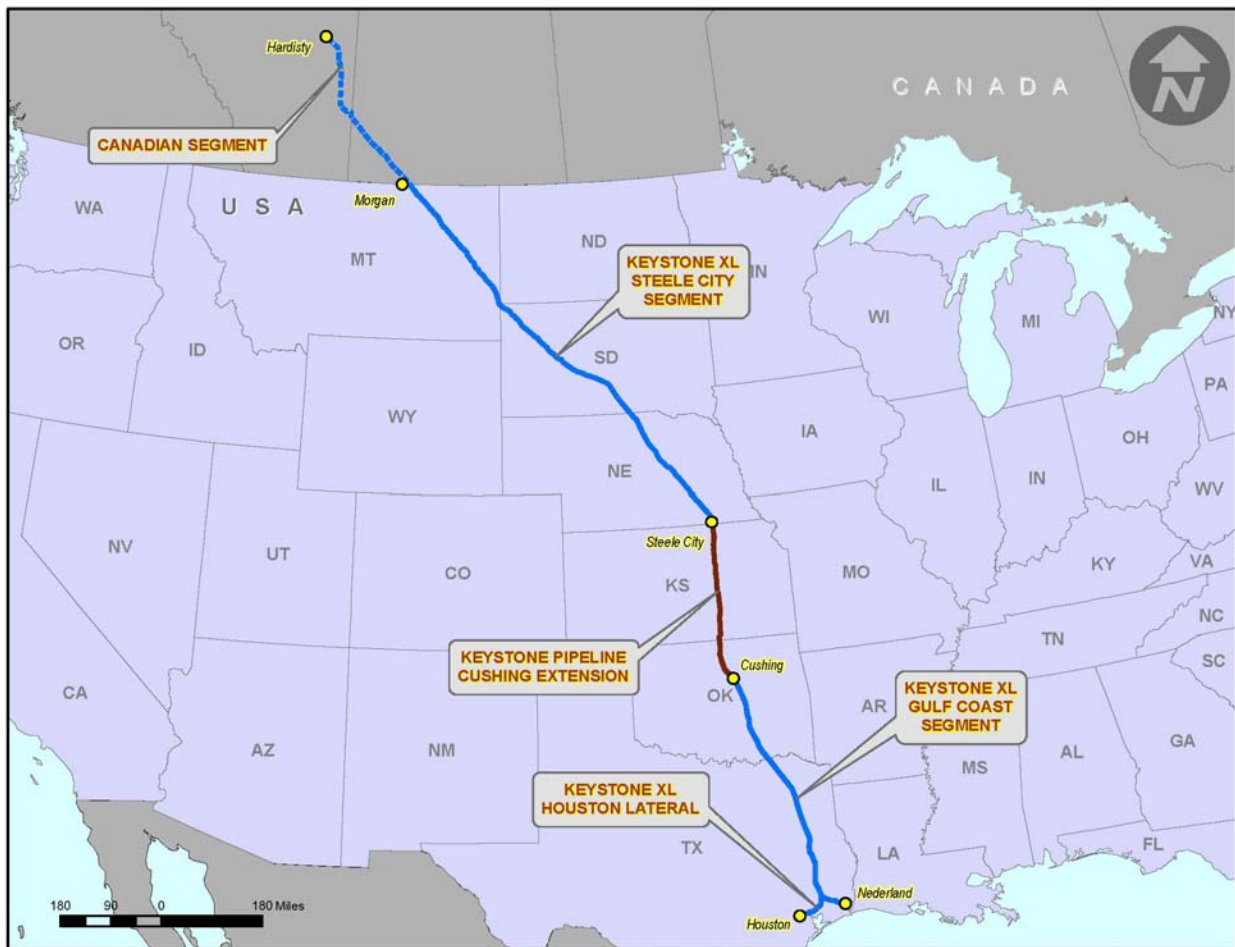 Hardisty
CANADA
N
CANADIAN SEGMENT
Morgan
USA
WA
MT
ND
MN
KEYSTONE XL
STEELE CITY
SEGMENT
OR
ID
SD
WI
MI
NY
WY
IA
PA
NE
OH
IL
IN
WV
NV
UT
CO
Steele City
KS
MO
KY
VA
NC
TN
SC
KEYSTONE PIPELINE
CUSHING EXTENSION
Cushing
CA
AZ
NM
OK
AR
KEYSTONE XL
GULF COAST
SEGMENT
MS
AL
GA
KEYSTONE XL
HOUSTON LATERAL
TX
LA
FL
Nederland
Houston
180 90 0 180 Miles